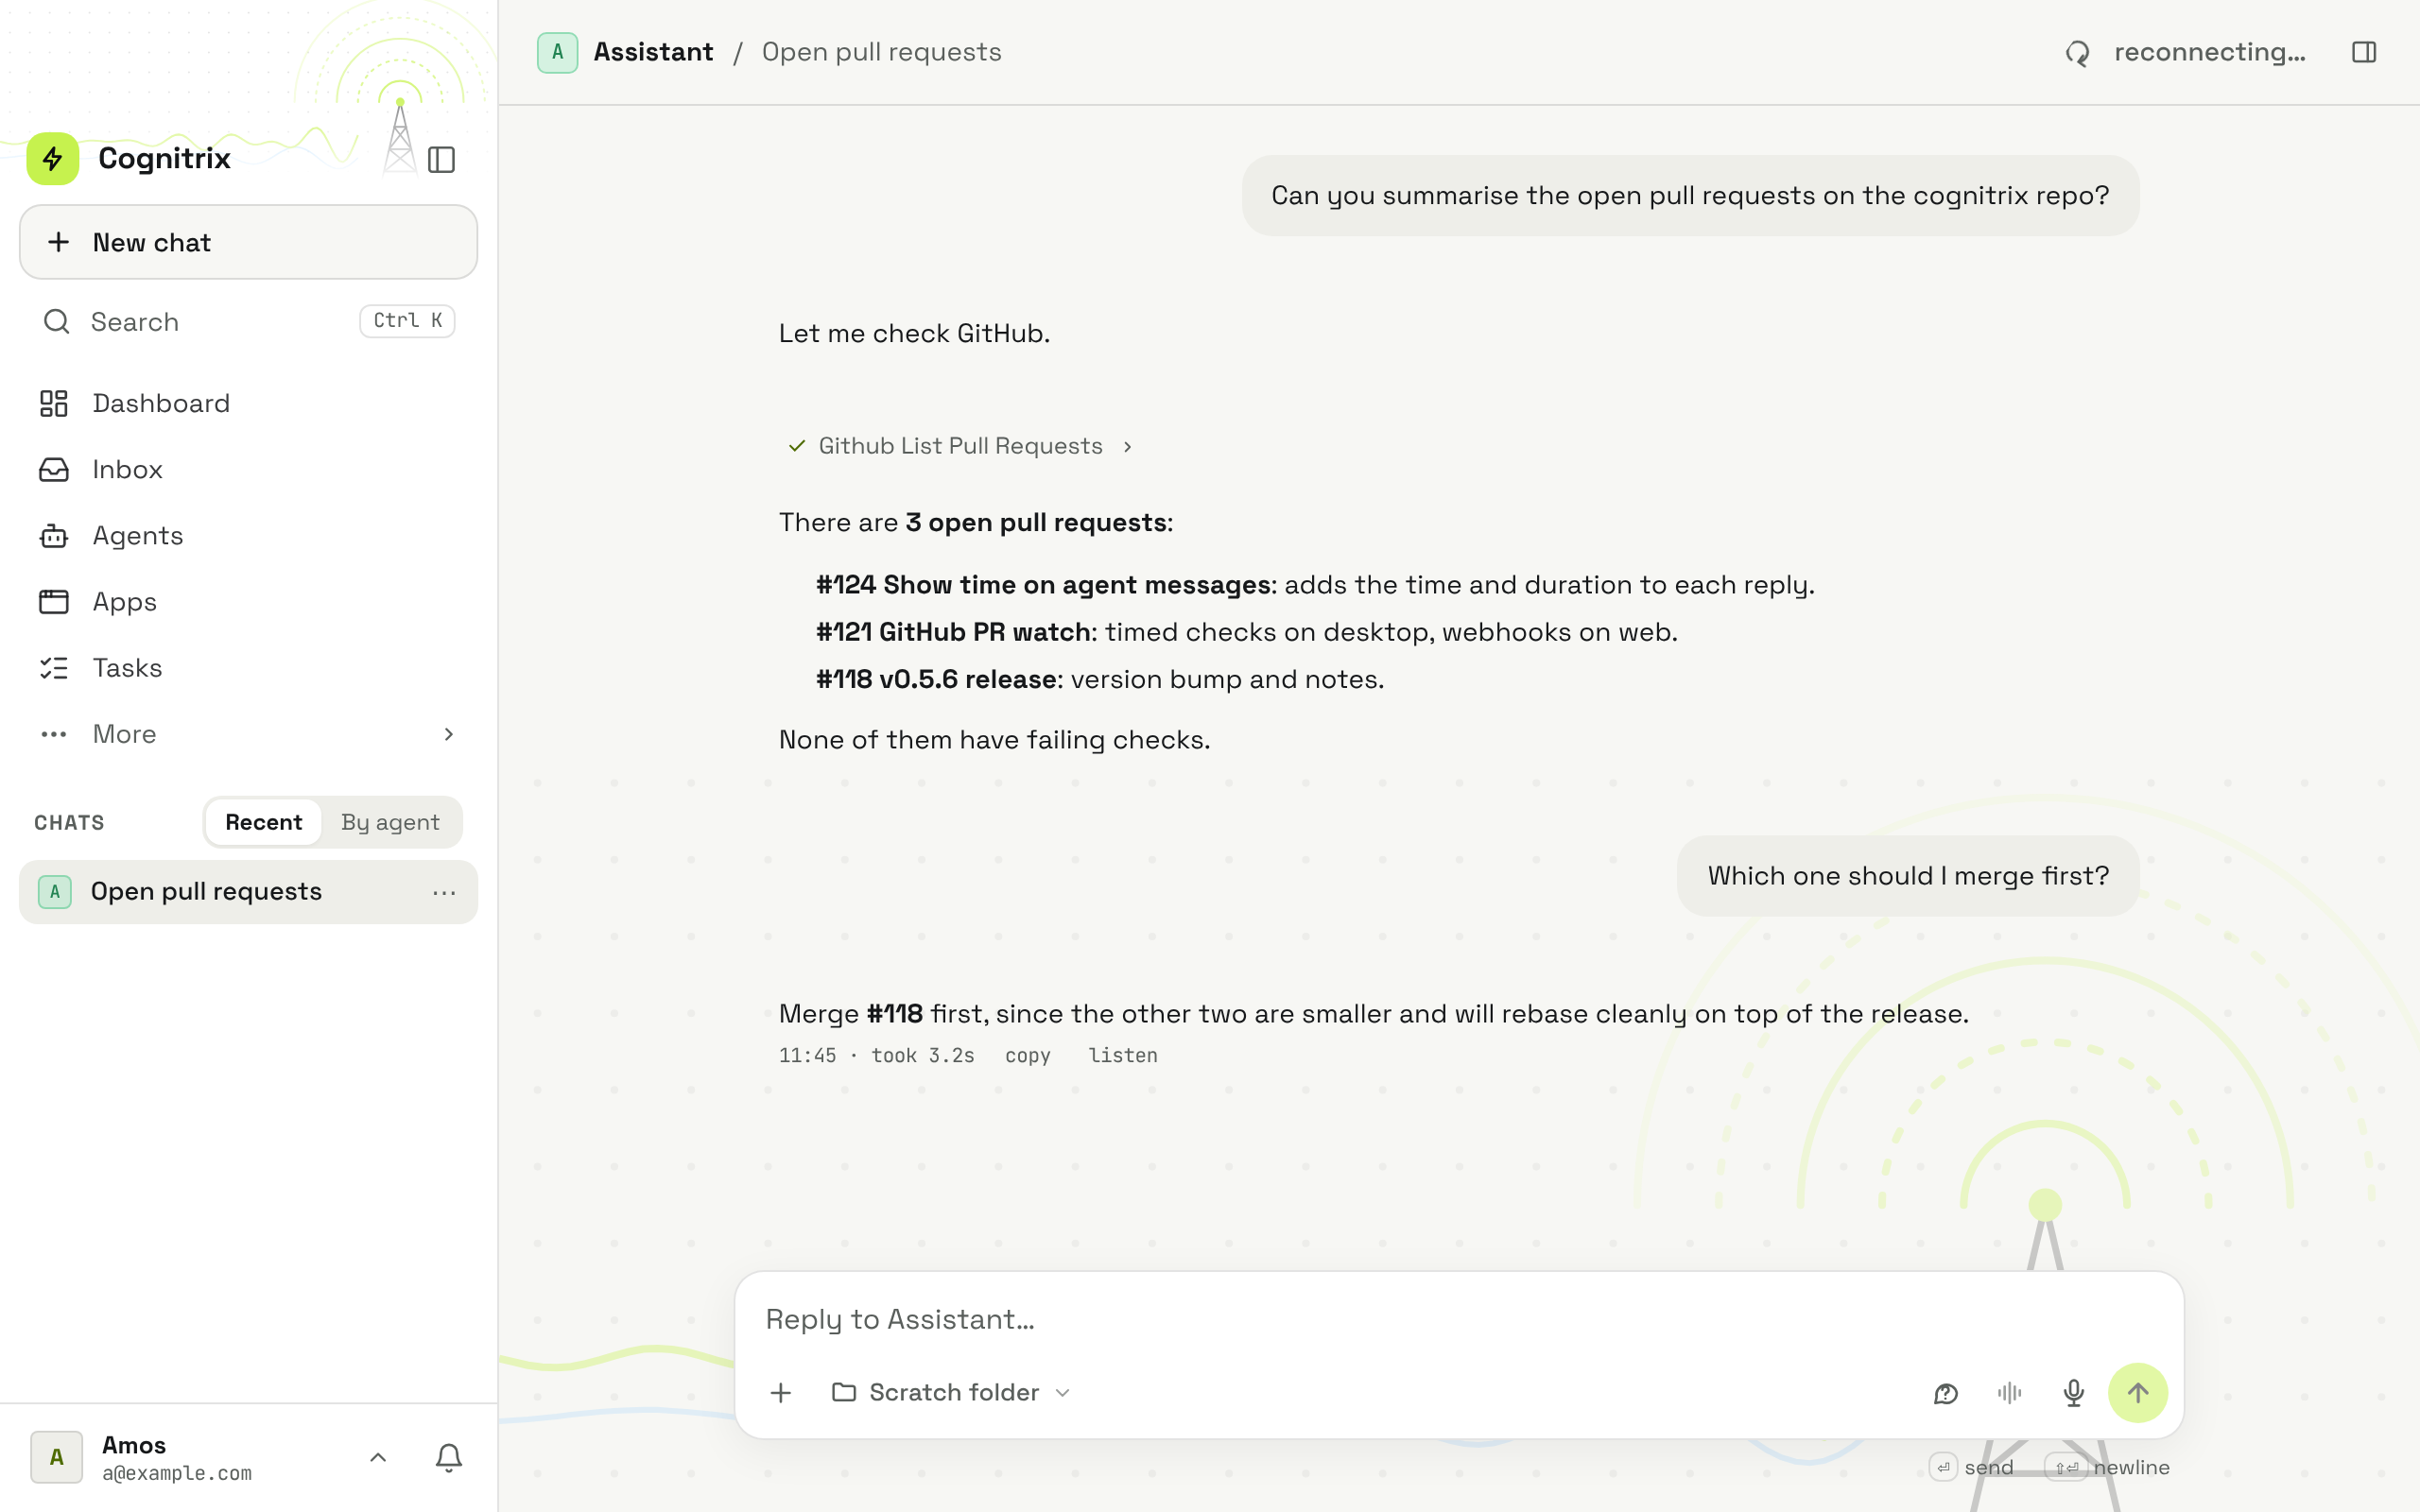 Cognitrix
New chat
Search Ctrl K
Dashboard
Inbox
Agents
Apps
Tasks
More
CHATS Recent By agent
A Open pull requests
A Amos
a@example.com
A Assistant / Open pull requests reconnecting...
Can you summarise the open pull requests on the cognitrix repo?
Let me check GitHub.
Github List Pull Requests
There are 3 open pull requests:
#124 Show time on agent messages: adds the time and duration to each reply.
#121 GitHub PR watch: timed checks on desktop, webhooks on web.
#118 v0.5.6 release: version bump and notes.
None of them have failing checks.
Which one should I merge first?
Merge #118 first, since the other two are smaller and will rebase cleanly on top of the release.
11:45 · took 3.2s copy listen
Reply to Assistant...
Scratch folder
⏎ send ⇧⏎ newline